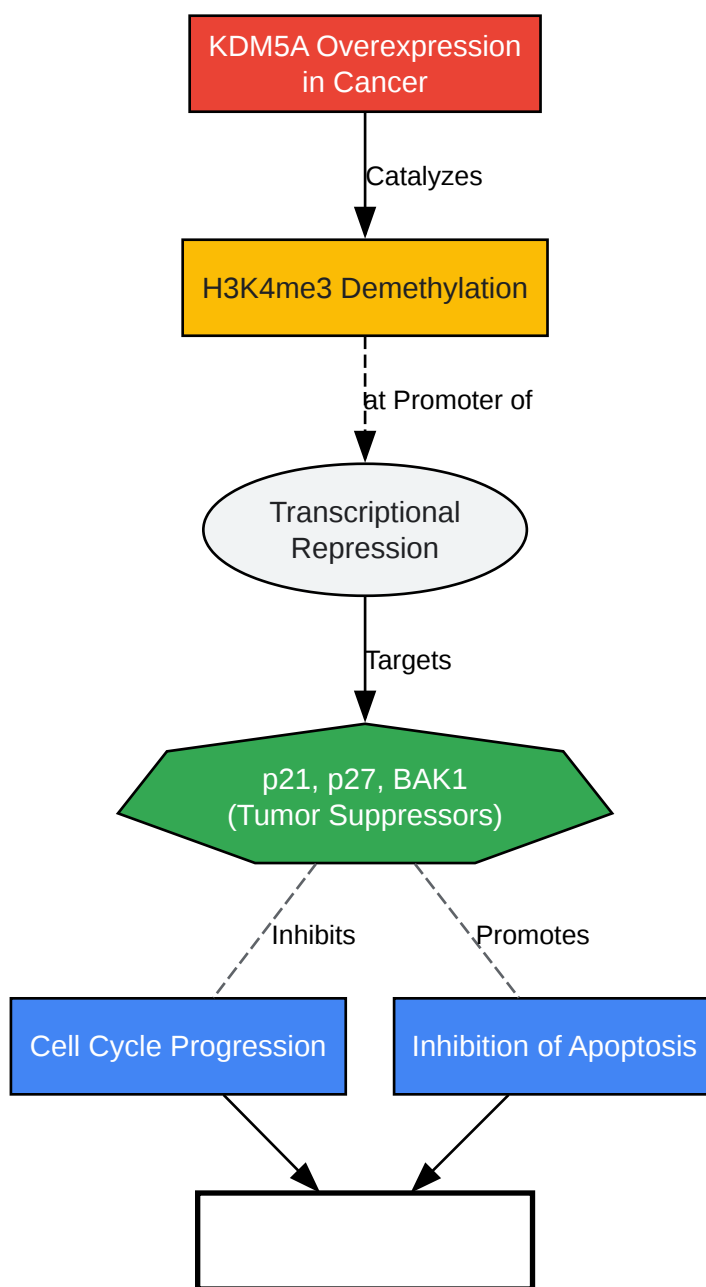 KDM5A Overexpression
in Cancer
Catalyzes
H3K4me3 Demethylation
at Promoter of
Transcriptional
Repression
Targets
p21, p27, BAK1
(Tumor Suppressors)
Inhibits
Promotes
Cell Cycle Progression
Inhibition of Apoptosis